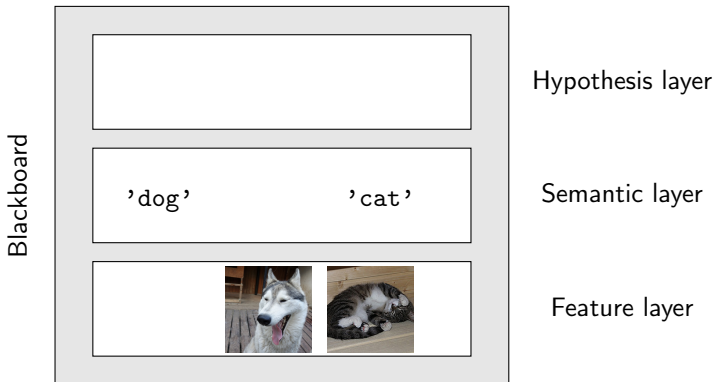 Blackboard
Hypothesis layer
’dog’ ’cat’
Semantic layer
Feature layer